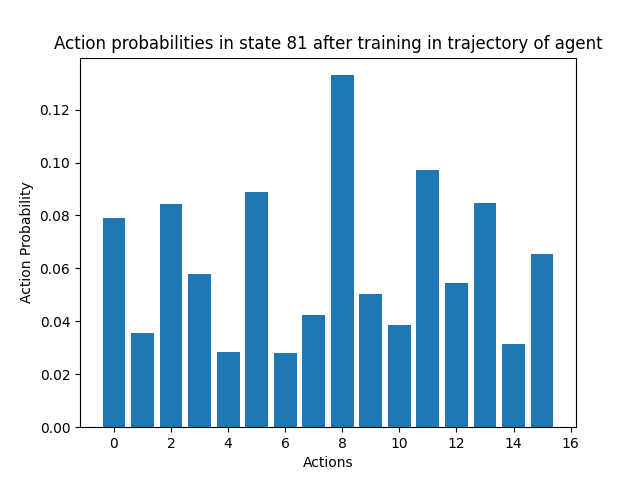 Action probabilities in state 81 after training in trajectory of agent
0.12
0.10
0.08
0.06
0.04
0.02
0.00
Action Probability
0 2 4 6 8 10 12 14 16
Actions